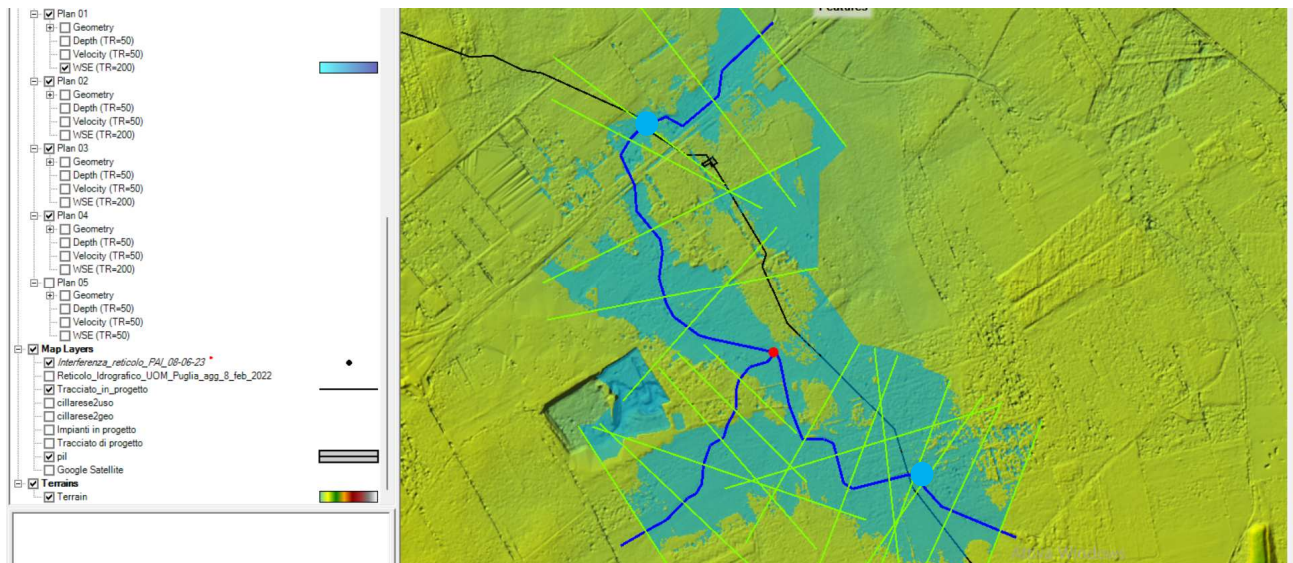 Features
Plan 01
Geometry
Depth (TR=50)
Velocity (TR=50)
WSE (TR=200)
Plan 02
Geometry
Depth (TR=50)
Velocity (TR=50)
WSE (TR=200)
Plan 03
Geometry
Depth (TR=50)
Velocity (TR=50)
WSE (TR=200)
Plan 04
Geometry
Depth (TR=50)
Velocity (TR=50)
WSE (TR=200)
Plan 05
Geometry
Depth (TR=50)
Velocity (TR=50)
WSE (TR=50)
Map Layers
Interferenza_reticolo_PAI_08-06-23 *
Reticolo_Idrografico_UOM_Puglia_agg_8_feb_2022
Tracciato_in_progetto
cillarese2uso
cillarese2geo
Impianti in progetto
Tracciato di progetto
pil
Google Satellite
Terrains
Terrain
Windows